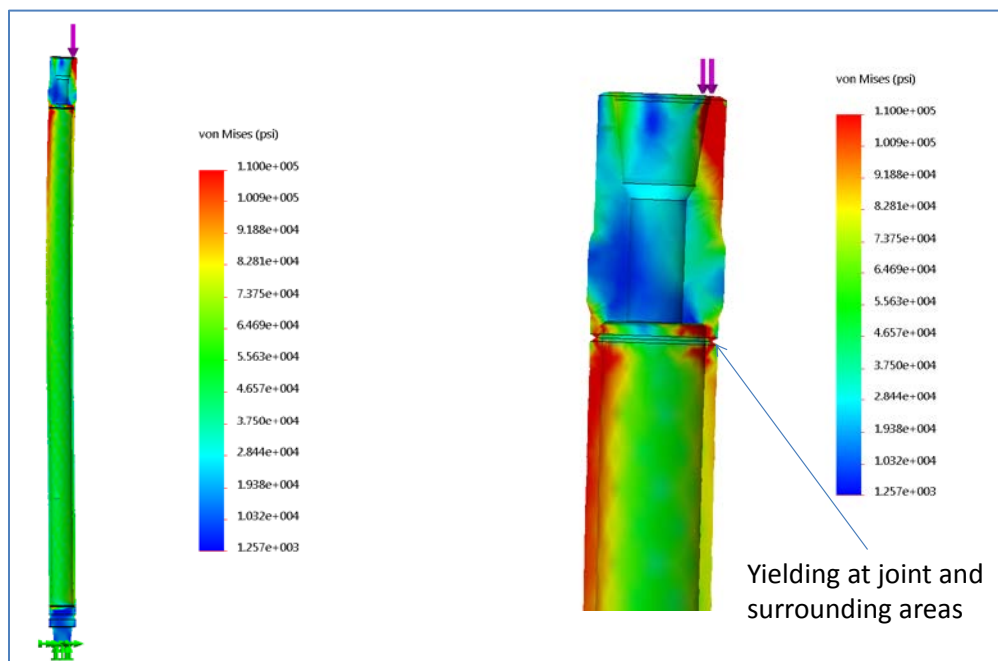 von Mises (psi)
1.100e+005
1.009e+005
9.188e+004
8.281e+004
7.375e+004
6.469e+004
5.563e+004
4.657e+004
3.750e+004
2.844e+004
1.938e+004
1.032e+004
1.257e+003
von Mises (psi)
1.100e+005
1.009e+005
9.188e+004
8.281e+004
7.375e+004
6.469e+004
5.563e+004
4.657e+004
3.750e+004
2.844e+004
1.938e+004
1.032e+004
1.257e+003
Yielding at joint and
surrounding areas